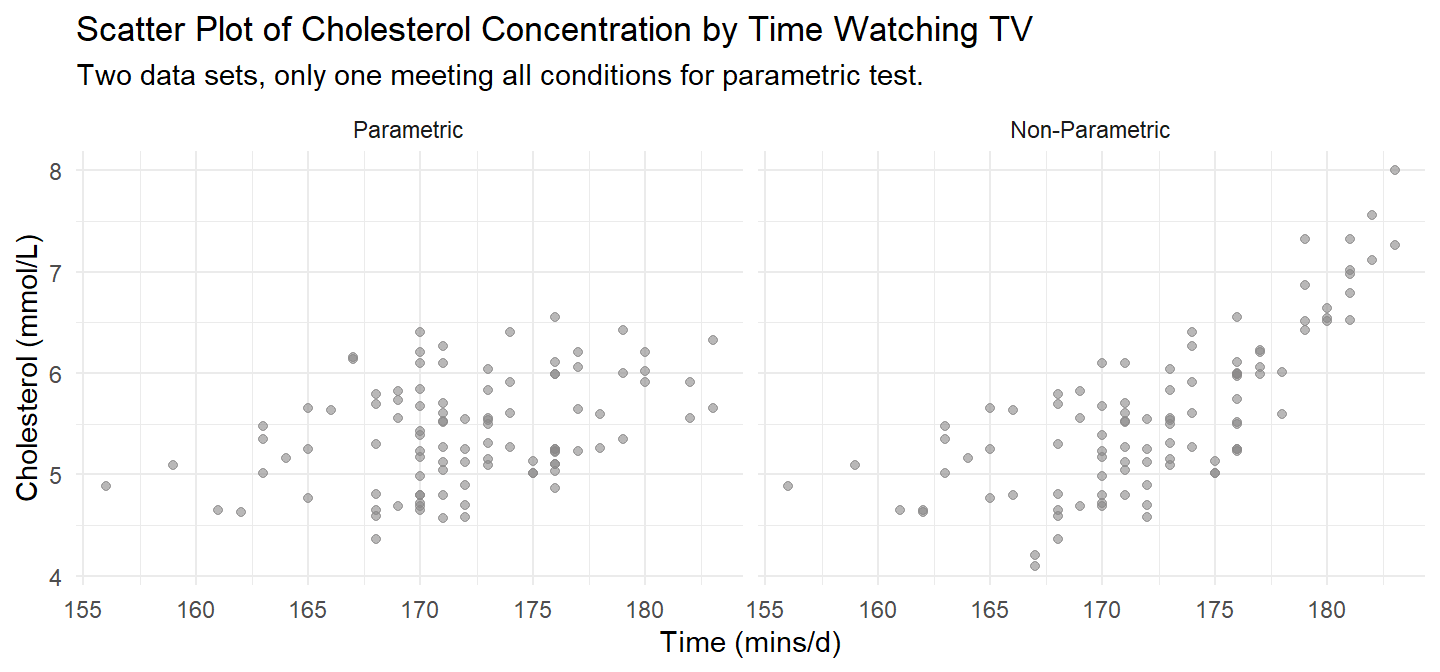 Scatter Plot of Cholesterol Concentration by Time Watching TV
Two data sets, only one meeting all conditions for parametric test.
Parametric
Non-Parametric
Cholesterol (mmol/L)
8
7
6
5
4
155 160 165 170 175 180
155 160 165 170 175 180
Time (mins/d)